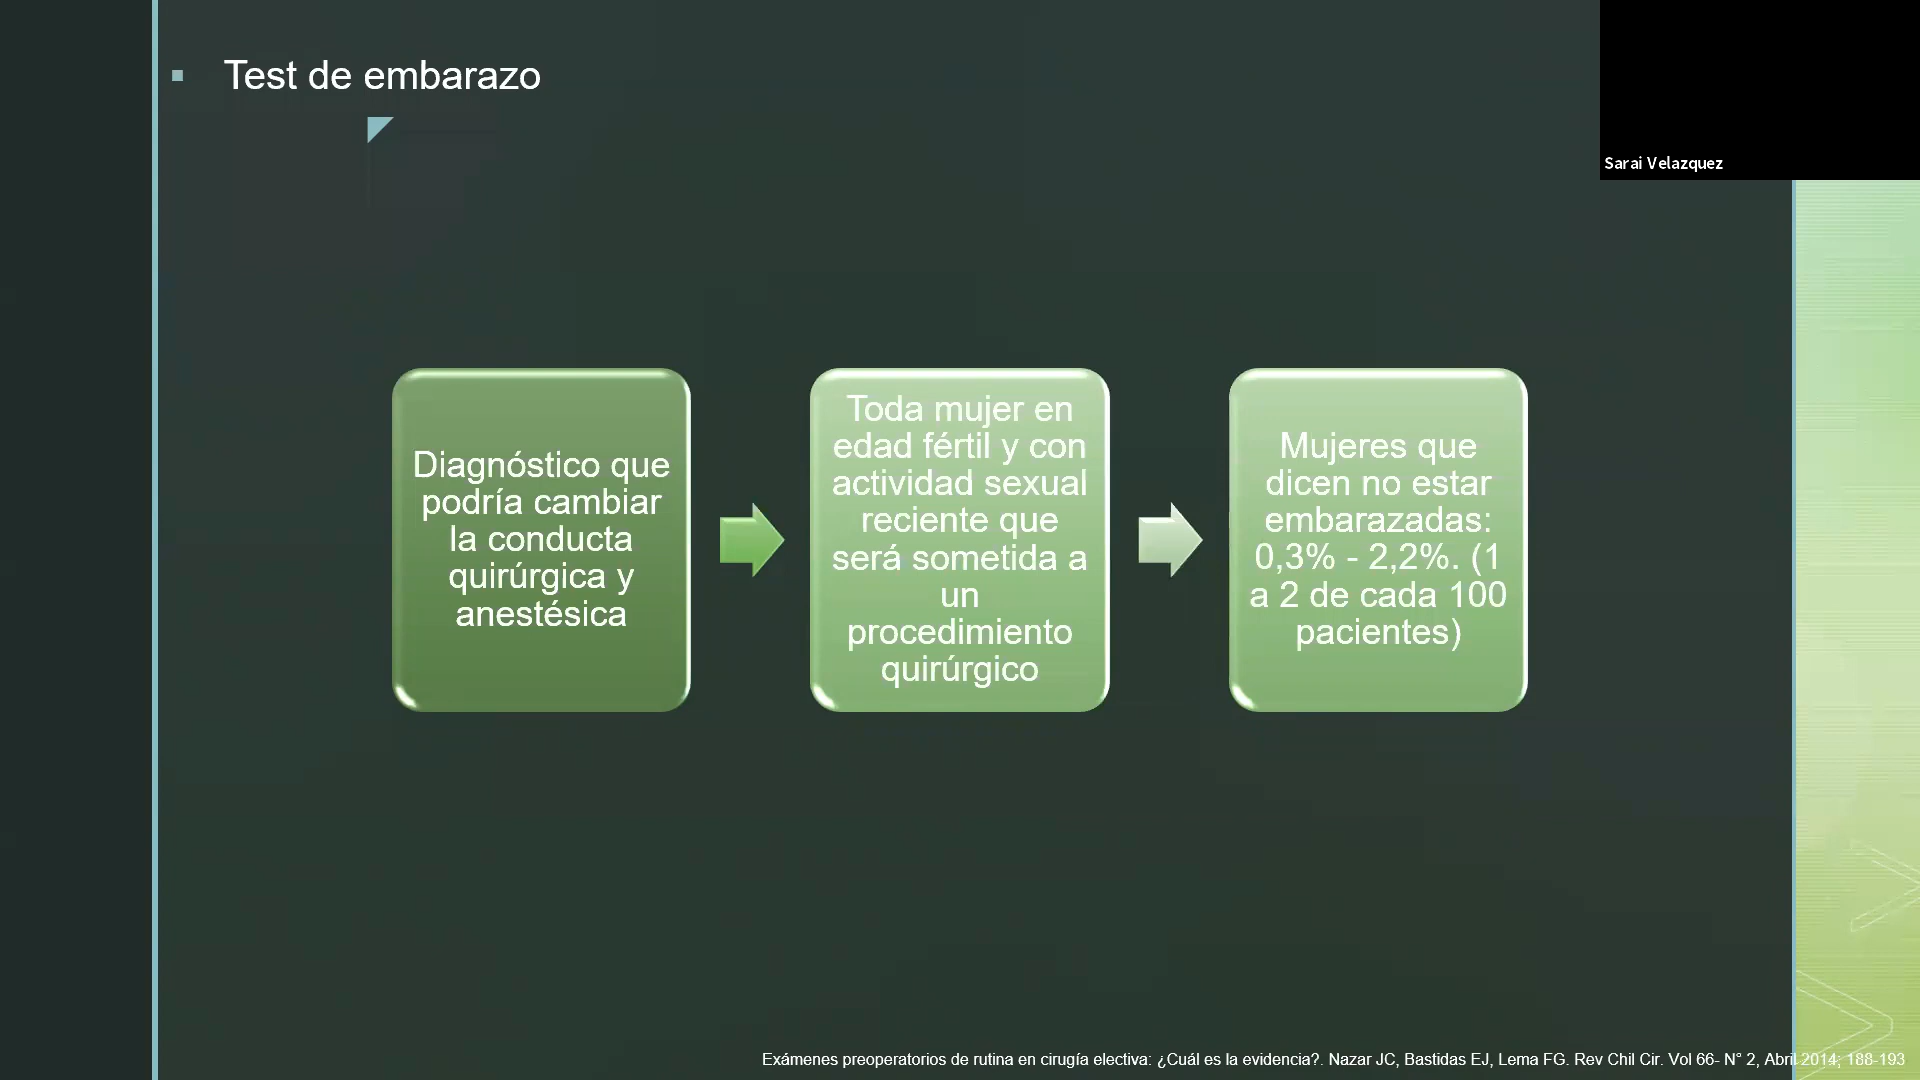 Test de embarazo
Sarai Velazquez
Diagnóstico que
podría cambiar
la conducta
quirúrgica y
anestésica
Toda mujer en
edad fértil y con
actividad sexual
reciente que
será sometida a
un
procedimiento
quirúrgico
Mujeres que
dicen no estar
embarazadas:
0,3% - 2,2%. (1
a 2 de cada 100
pacientes)
Exámenes preoperatorios de rutina en cirugía electiva: ¿Cuál es la evidencia?. Nazar JC, Bastidas EJ, Lema FG. Rev Chil Cir. Vol 66- N° 2, Abril 2014; 188-193